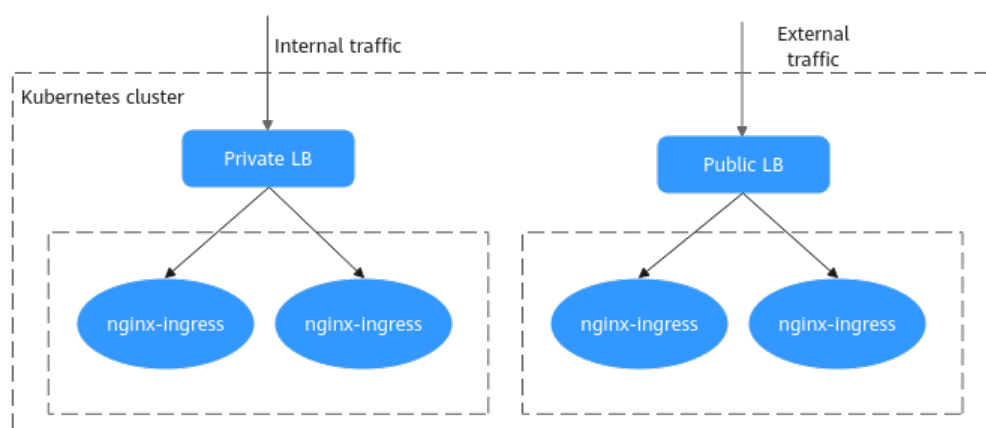 Internal traffic
External
traffic
Kubernetes cluster
Private LB
Public LB
nginx-ingress
nginx-ingress
nginx-ingress
nginx-ingress